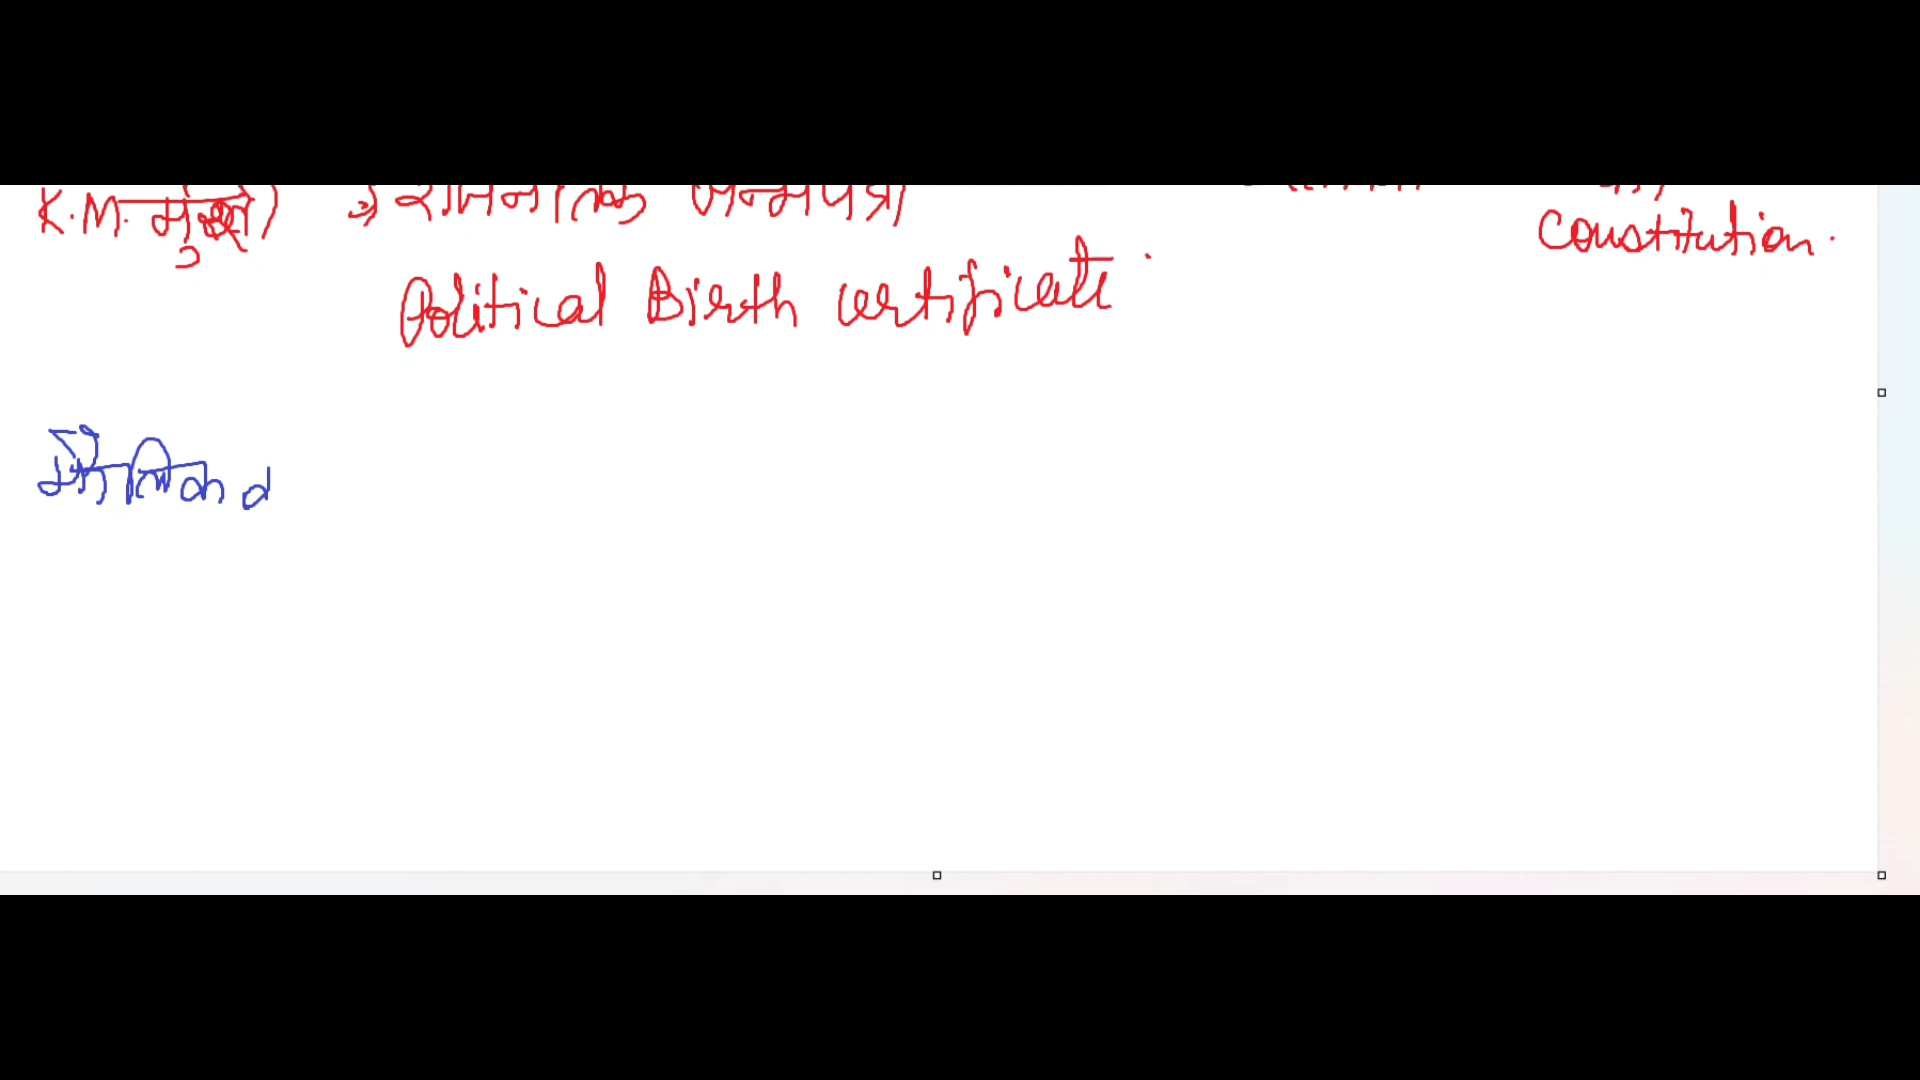 K.M. मुंशी) → राजनीतिक जन्मपत्री
Constitution.
Political Birth certificate.